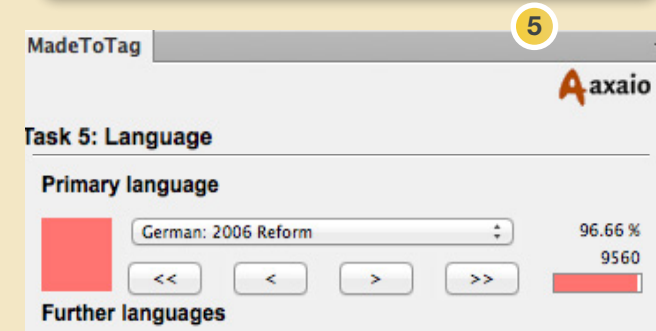 5
MadeToTag
axaio
Task 5: Language
Primary language
German: 2006 Reform
96.66 %
9560
<< < > >>
Further languages